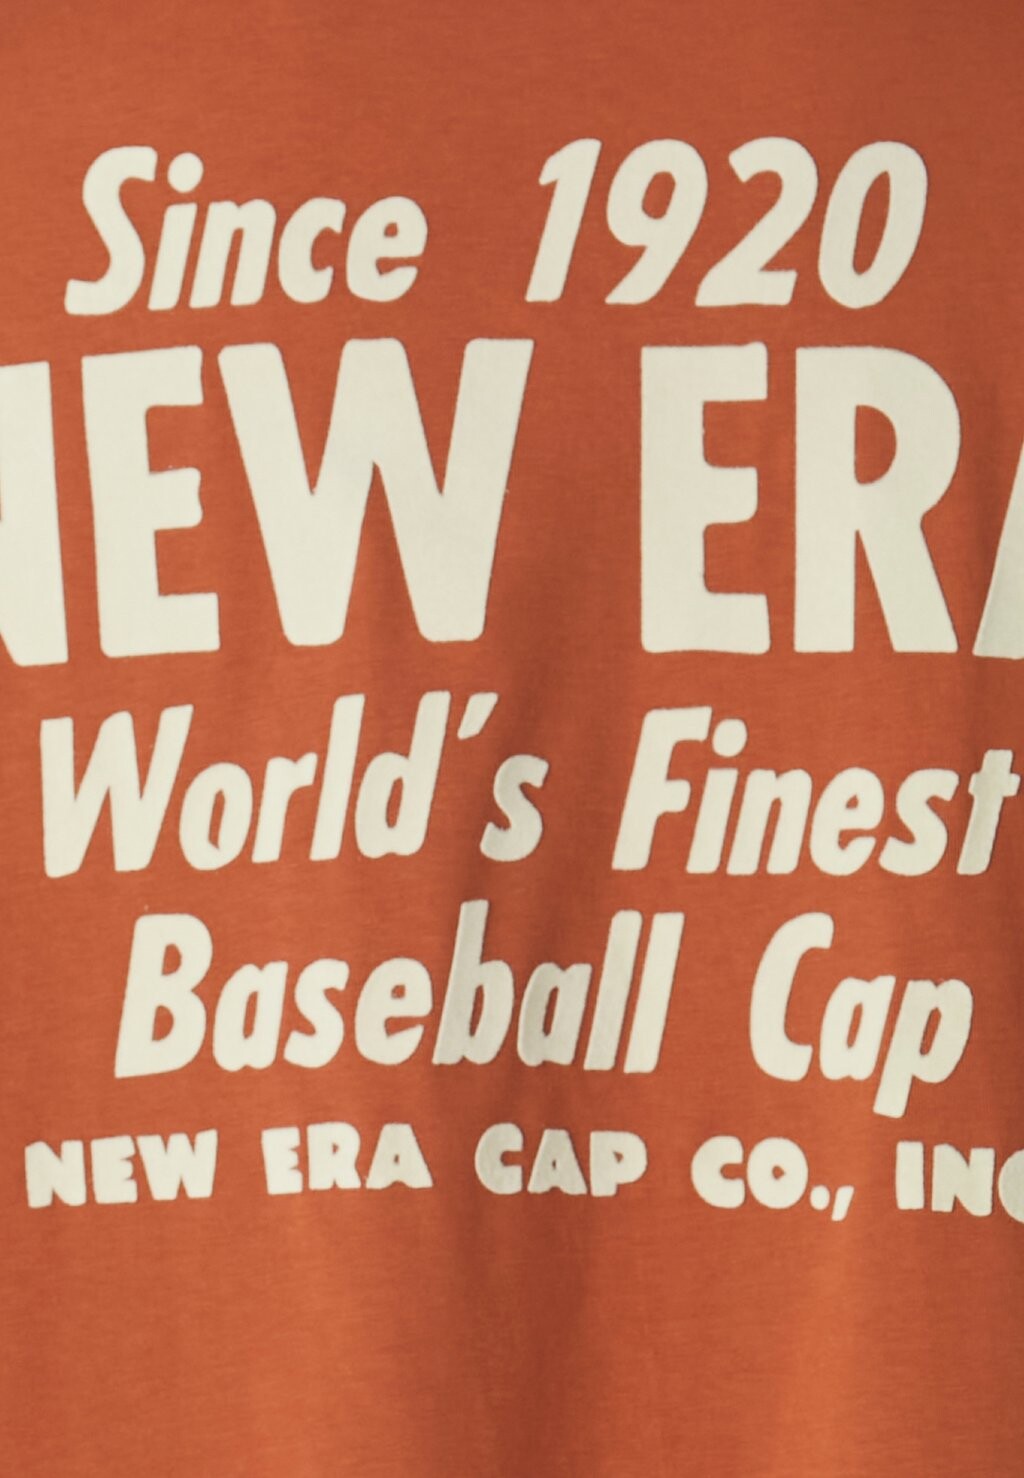 Since 1920
NEW ERA
World's Finest
Baseball Cap
NEW ERA CAP CO., INC